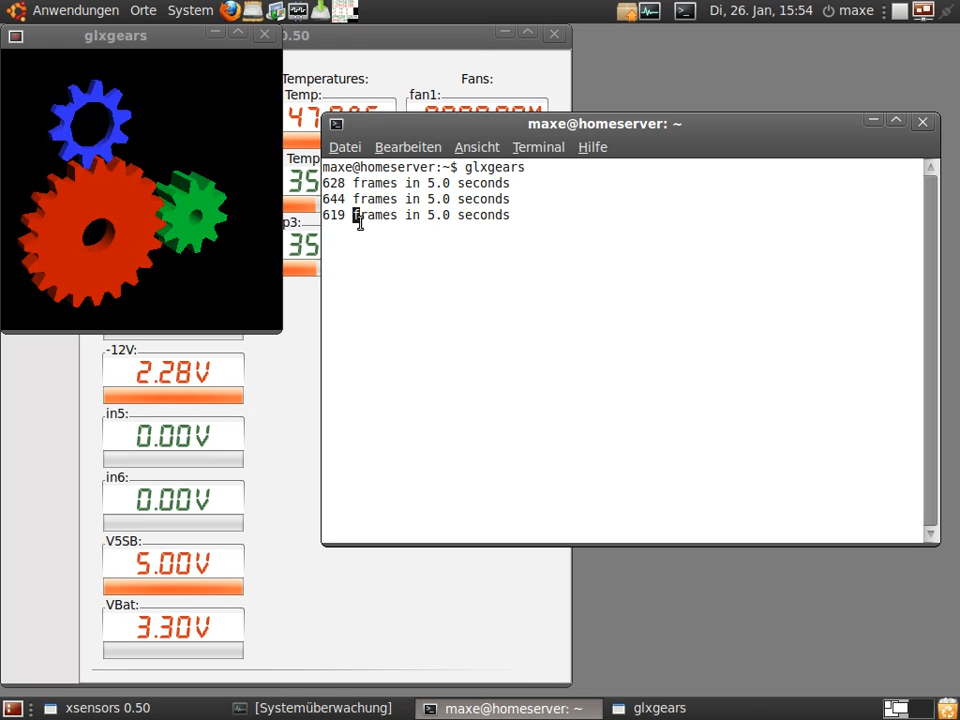 Anwendungen Orte System
Di, 26. Jan, 15:54 maxe
glxgears
0.50
Temperatures:
Fans:
Temp:
fan1:
Temp
35
p3:
35
-12V:
2.28V
in5:
0.00V
in6:
0.00V
V5SB:
5.00V
VBat:
3.30V
maxe@homeserver: ~
Datei Bearbeiten Ansicht Terminal Hilfe
maxe@homeserver:~$ glxgears
628 frames in 5.0 seconds
644 frames in 5.0 seconds
619 frames in 5.0 seconds
xsensors 0.50 [Systemüberwachung] maxe@homeserver: ~ glxgears